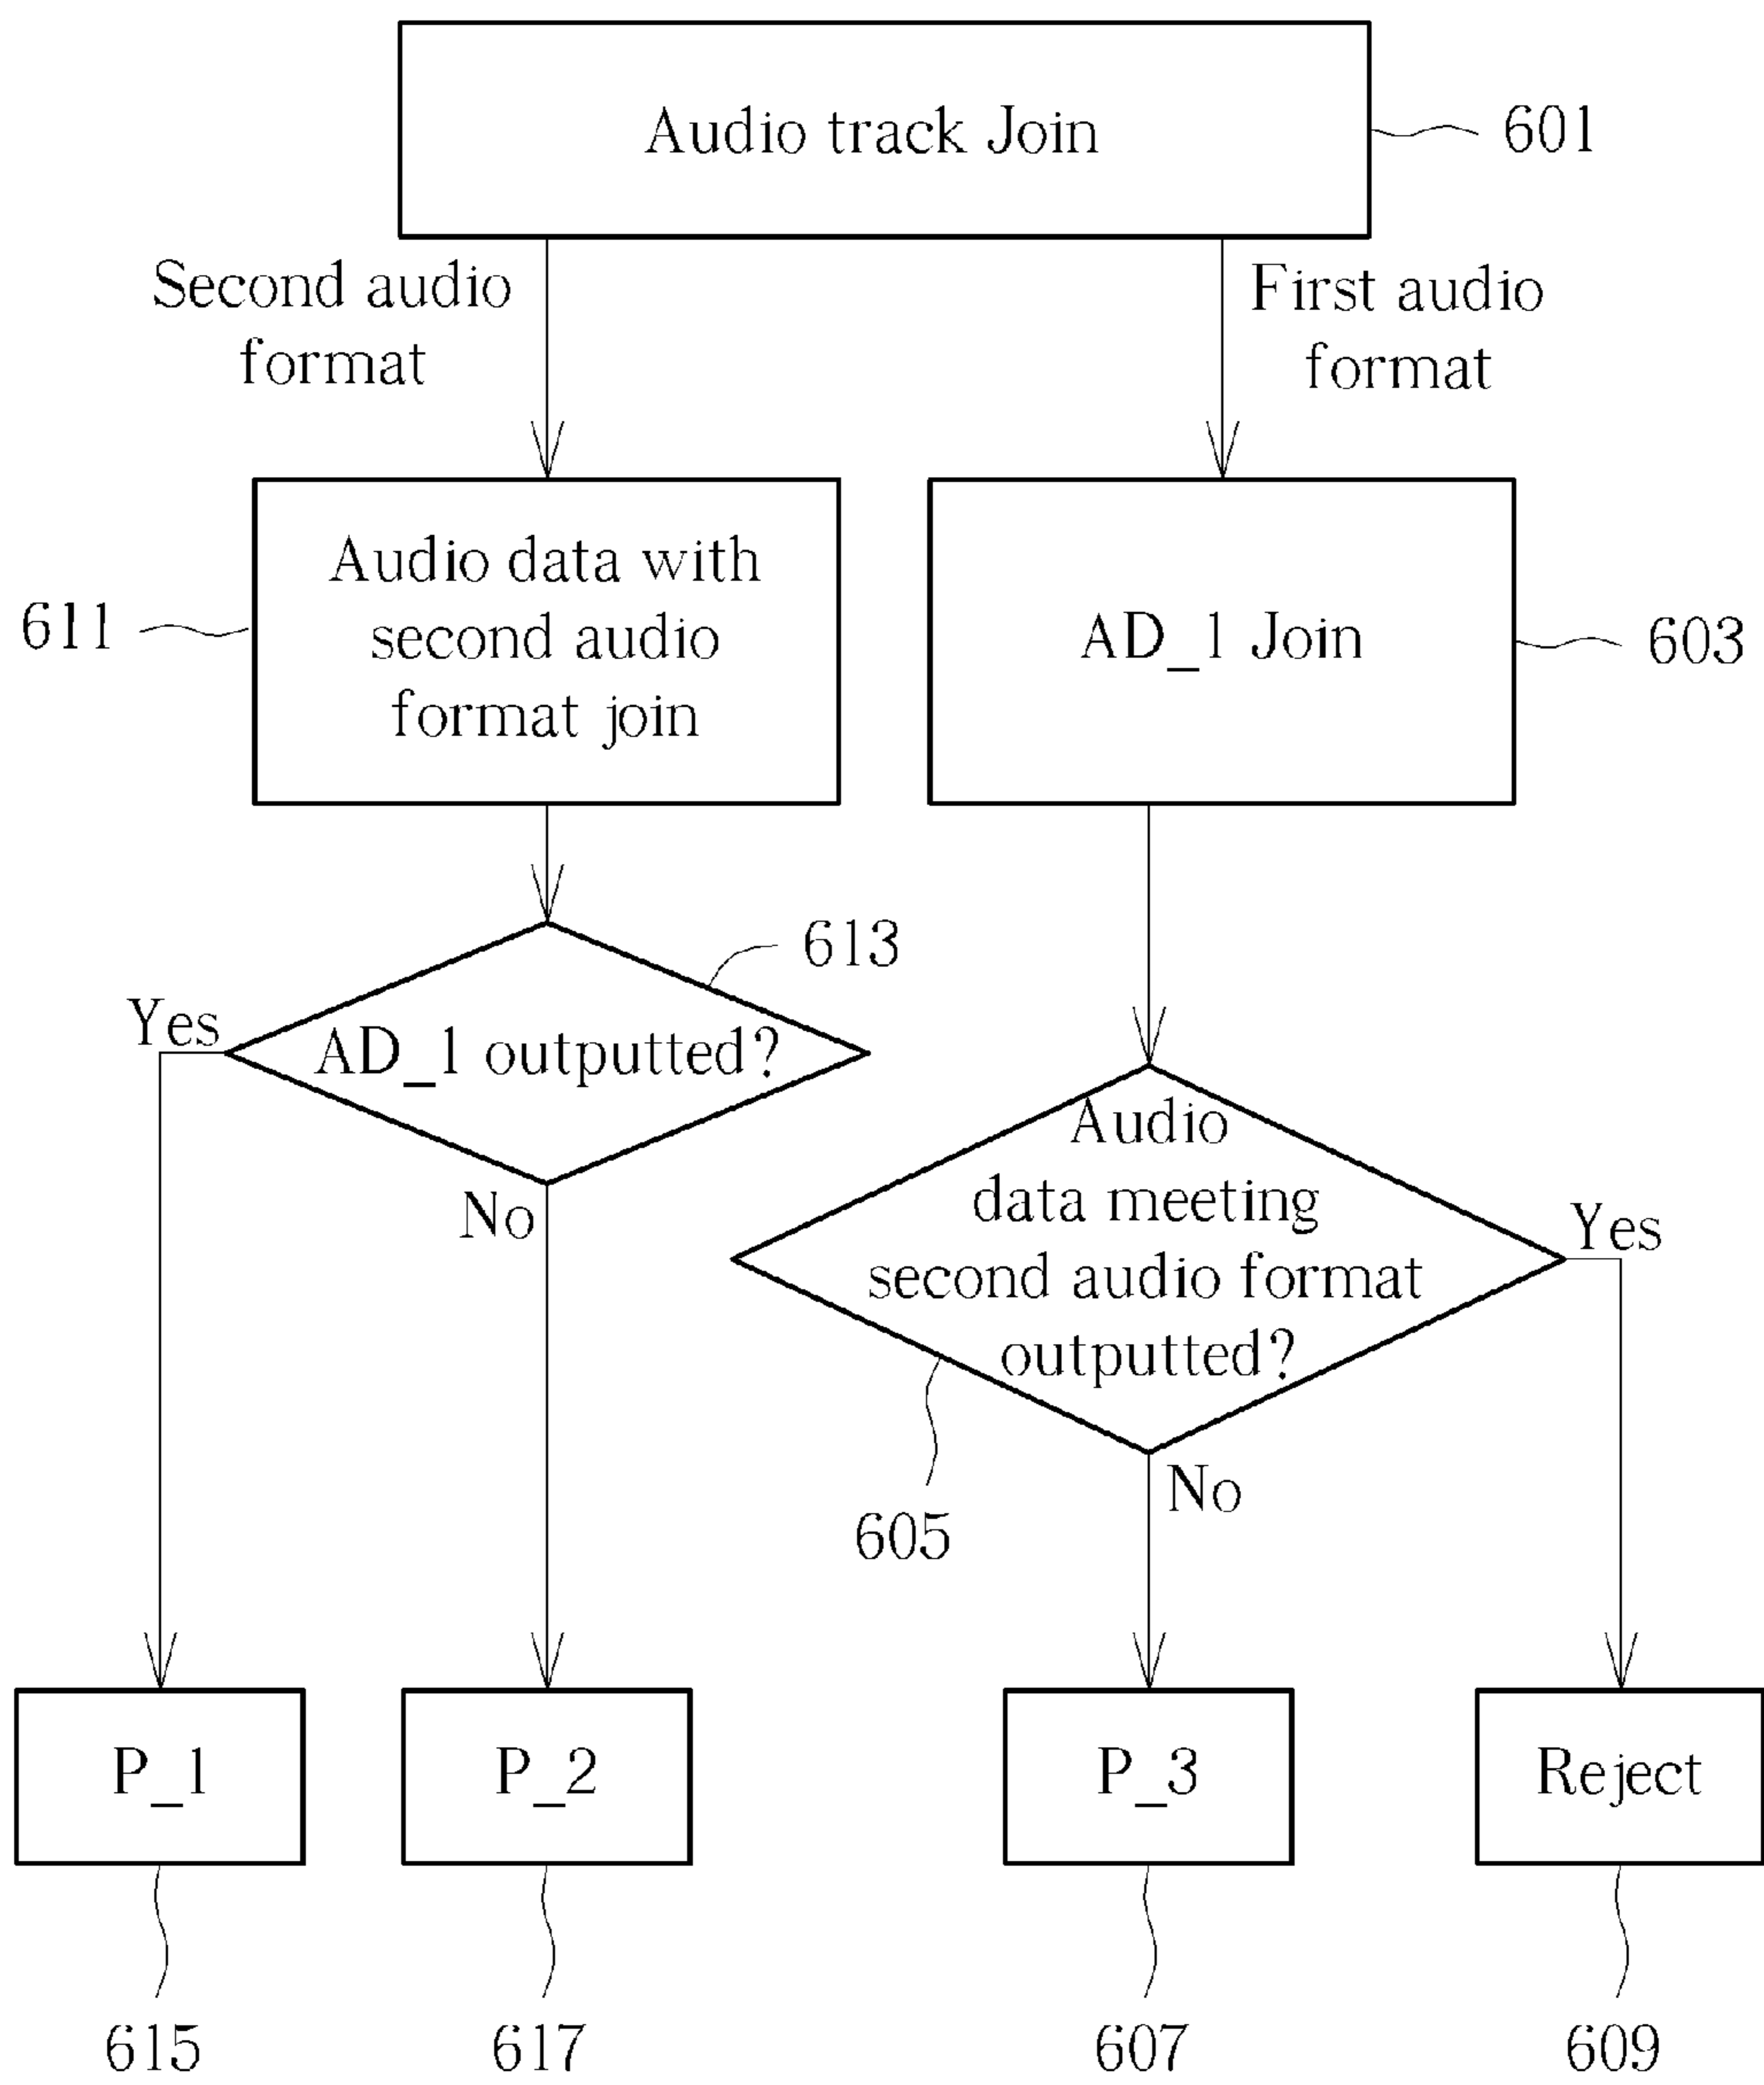 Audio track Join
601
Second audio
format
First audio
format
Audio data with
second audio
format join
611
AD_1 Join
603
613
Yes
AD_1 outputted?
No
Audio
data meeting
second audio format
outputted?
Yes
605
No
P_1
P_2
P_3
Reject
615
617
607
609